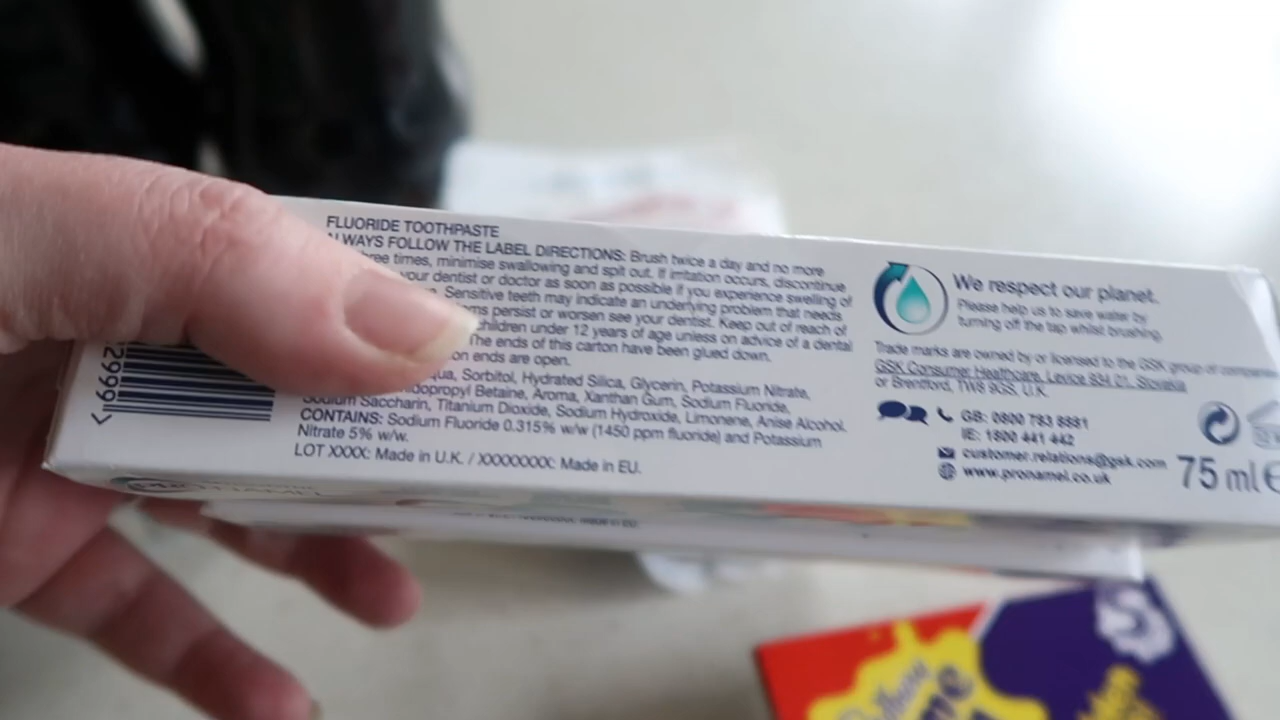 FLUORIDE TOOTHPASTE
ALWAYS FOLLOW THE LABEL DIRECTIONS: Brush twice a day and no more
three times, minimise swallowing and spit out. If irritation occurs, discontinue
your dentist or doctor as soon as possible if you experience swelling of
Sensitive teeth may indicate an underlying problem that needs
persist or worsen see your dentist. Keep out of reach of
children under 12 years of age unless on advice of a dental
The ends of this carton have been glued down.
on ends are open.
Sorbitol, Hydrated Silica, Glycerin, Potassium Nitrate,
Betaine, Aroma, Xanthan Gum, Sodium Fluoride,
Sodium Saccharin, Titanium Dioxide, Sodium Hydroxide, Limonene, Anise Alcohol.
CONTAINS: Sodium Fluoride 0.315% w/w (1450 ppm fluoride) and Potassium
Nitrate 5% w/w.
LOT XXXX: Made in U.K. / XXXXXXXX: Made in EU.
We respect our planet.
Please help us to save water by
turning off the tap whilst brushing.
Trade marks are owned by or licensed to the GSK group of companies
GSK Consumer Healthcare, Levice 934 01, Slovakia
or Brentford, TW8 9GS, U.K.
GB: 0800 783 8881
IE: 1800 441 442
customer.relations@gsk.com
www.pronamel.co.uk
75 ml e